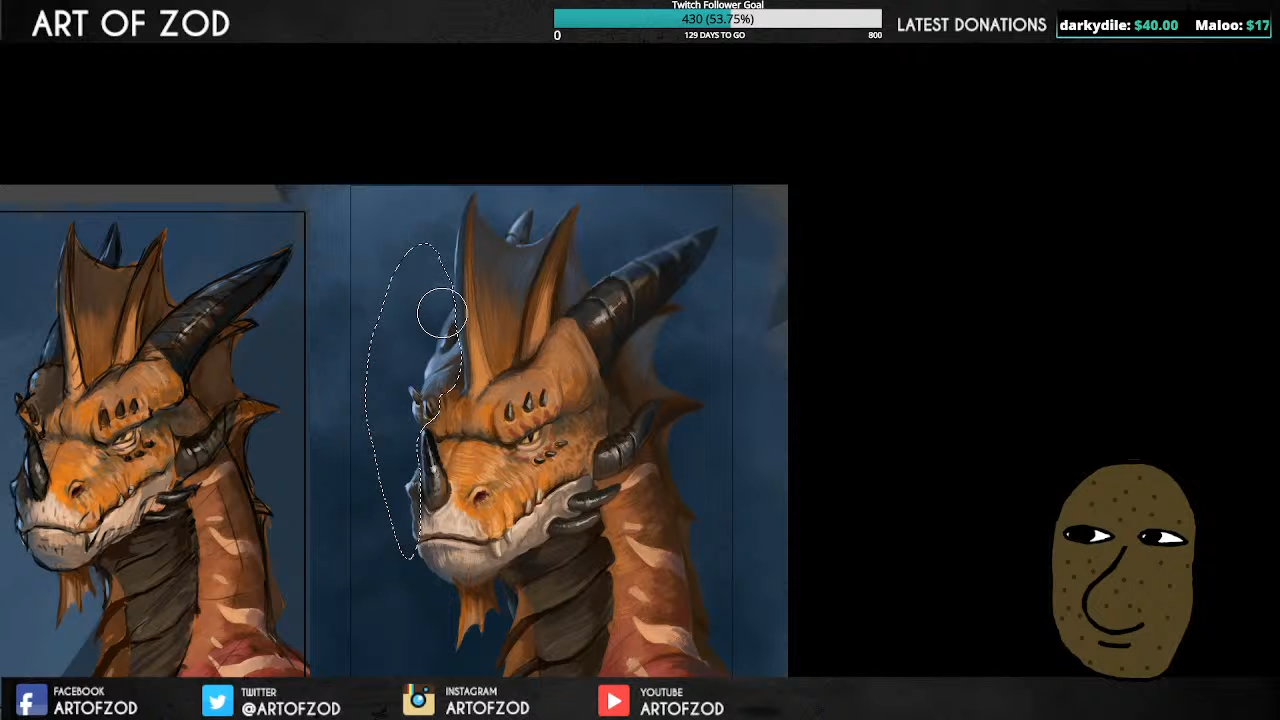 ART OF ZOD
Twitch Follower Goal
430 (53.75%)
0
129 DAYS TO GO
800
LATEST DONATIONS
darkydile: $40.00 Maloo: $17
FACEBOOK
ARTOFZOD
TWITTER
@ARTOFZOD
INSTAGRAM
ARTOFZOD
YOUTUBE
ARTOFZOD